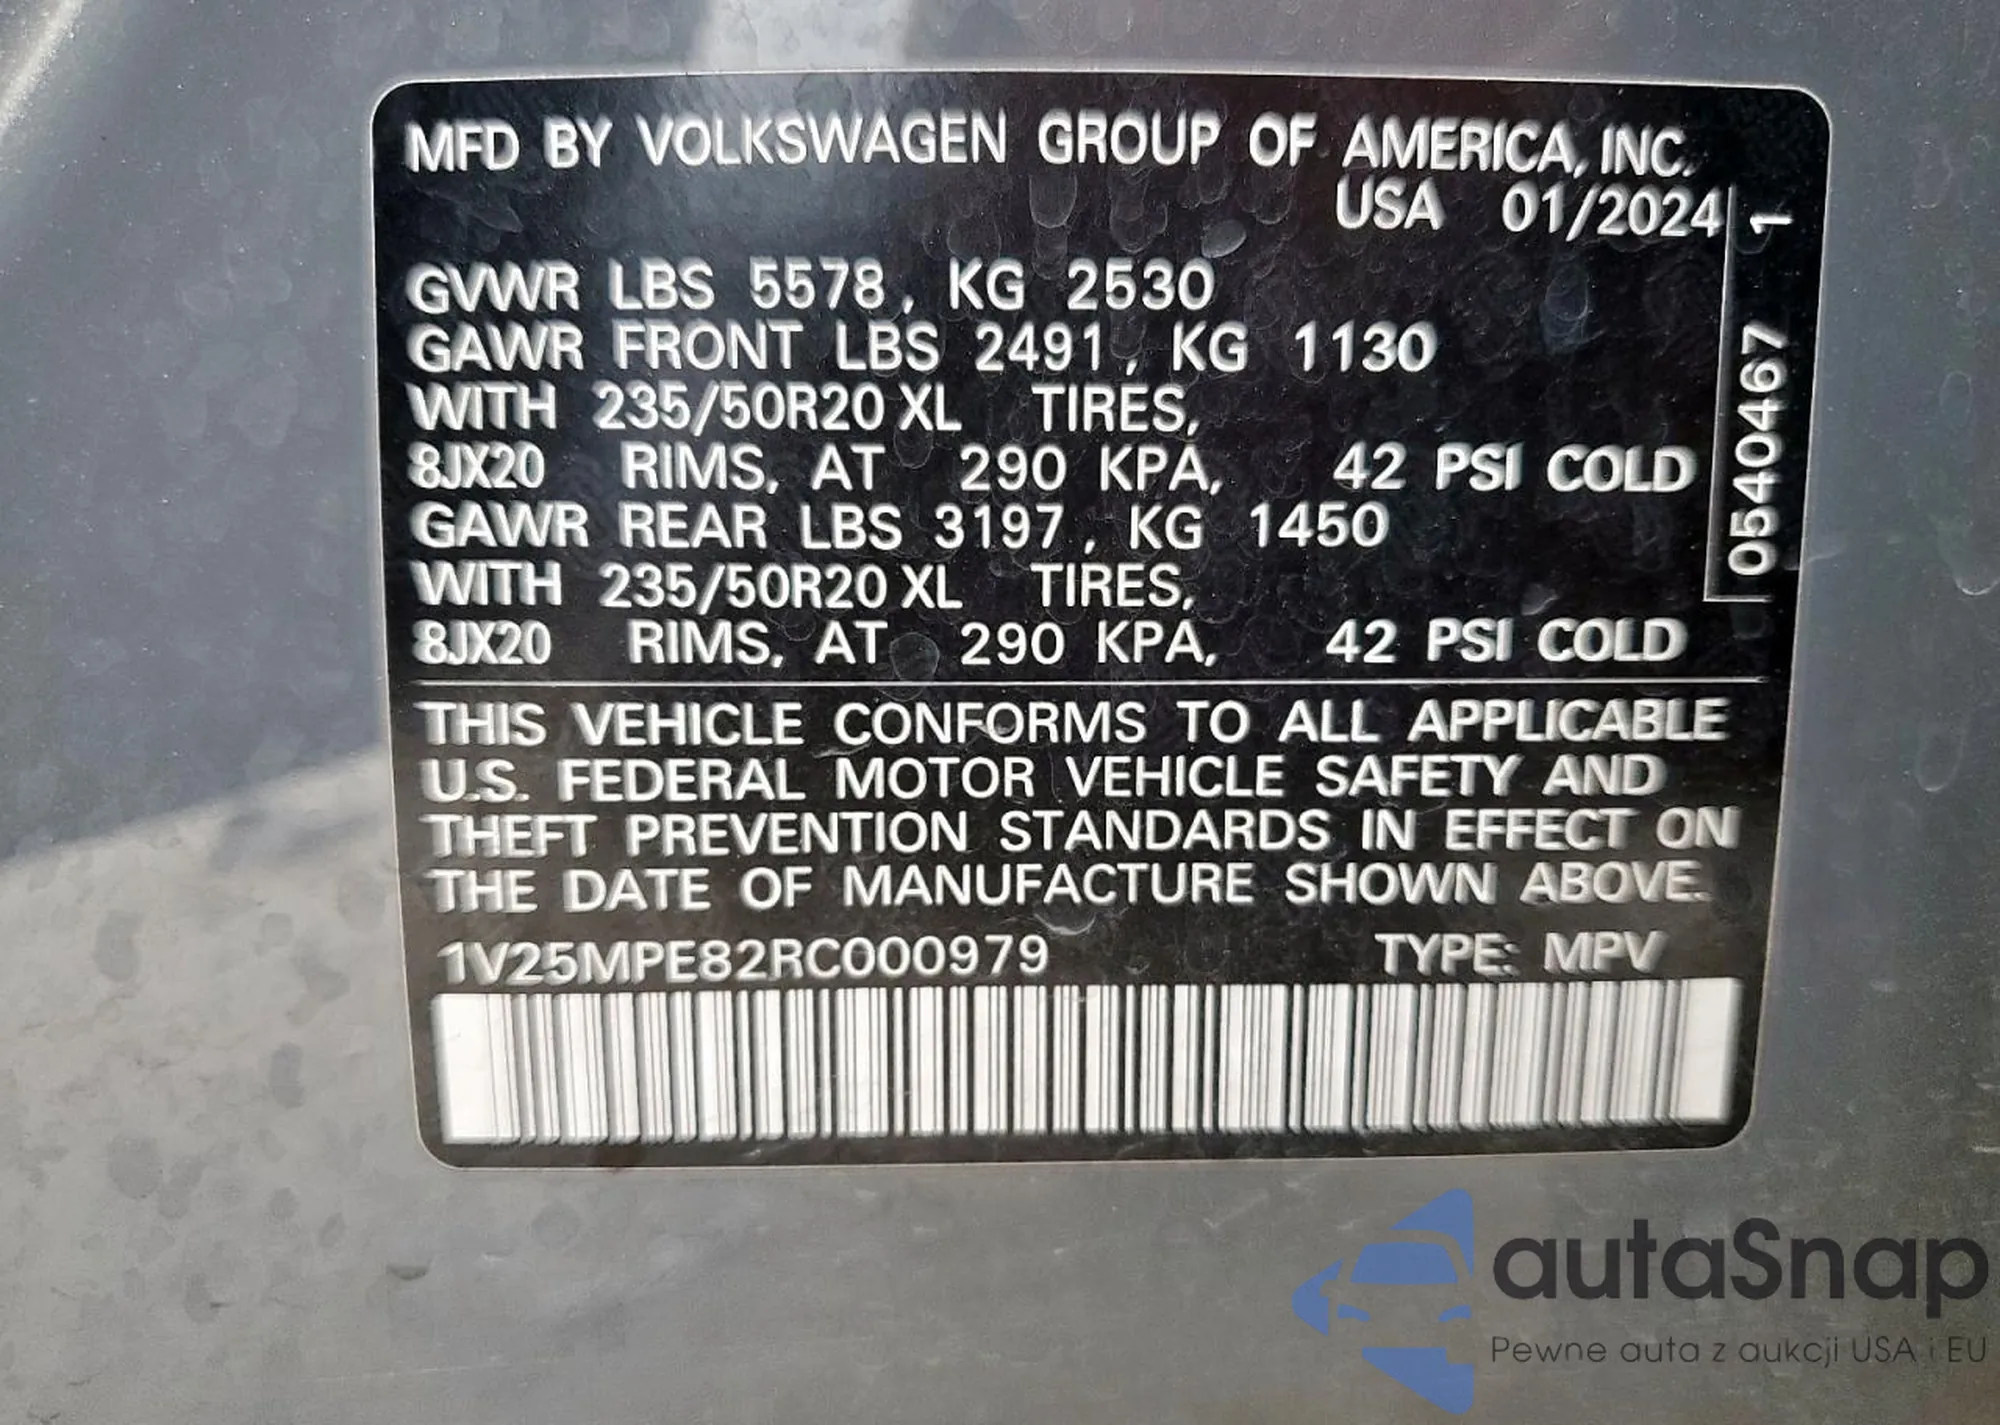 MFD BY VOLKSWAGEN GROUP OF AMERICA, INC.
USA 01/2024
GVWR LBS 5578, KG 2530
GAWR FRONT LBS 2491, KG 1130
WITH 235/50R20 XL TIRES,
8JX20 RIMS, AT 290 KPA, 42 PSI COLD
GAWR REAR LBS 3197, KG 1450
WITH 235/50R20 XL TIRES,
8JX20 RIMS, AT 290 KPA, 42 PSI COLD
0540467 1
THIS VEHICLE CONFORMS TO ALL APPLICABLE
U.S. FEDERAL MOTOR VEHICLE SAFETY AND
THEFT PREVENTION STANDARDS IN EFFECT ON
THE DATE OF MANUFACTURE SHOWN ABOVE.
1V25MPE82RC000979 TYPE: MPV
autaSnap
Pewne auta z aukcji USA i EU